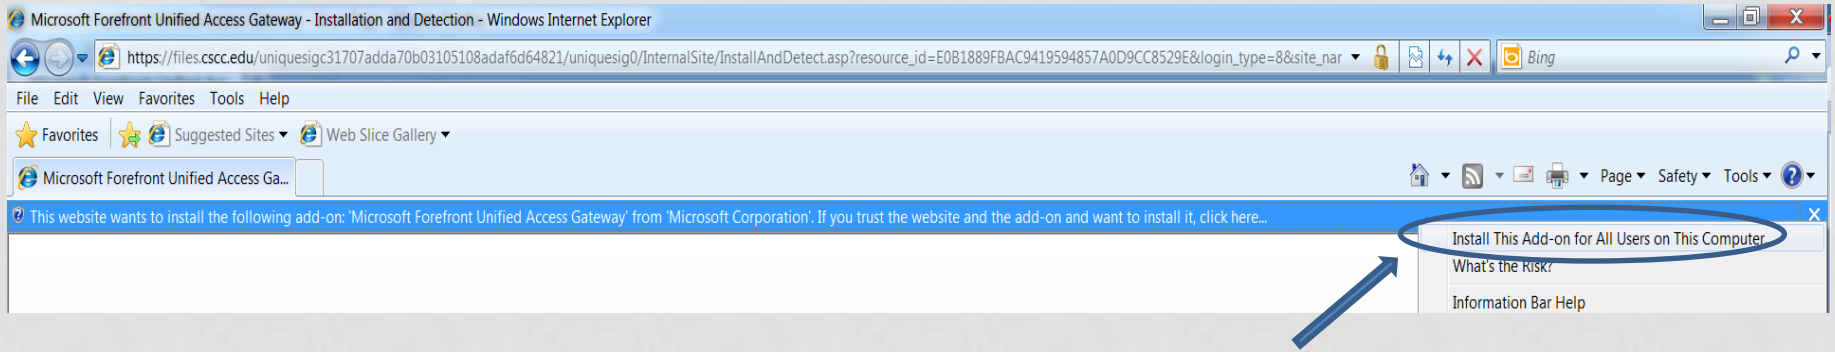 Microsoft Forefront Unified Access Gateway - Installation and Detection - Windows Internet Explorer
https://files.cscc.edu/uniquesigc31707adda70b03105108adaf6d64821/uniquesig0/InternalSite/InstallAndDetect.asp?resource_id=E0B1889FBAC9419594857A0D9CC8529E&login_type=8&site_nar
Bing
File Edit View Favorites Tools Help
Favorites Suggested Sites Web Slice Gallery
Microsoft Forefront Unified Access Ga...
Page Safety Tools
This website wants to install the following add-on: 'Microsoft Forefront Unified Access Gateway' from 'Microsoft Corporation'. If you trust the website and the add-on and want to install it, click here...
Install This Add-on for All Users on This Computer
What's the Risk?
Information Bar Help